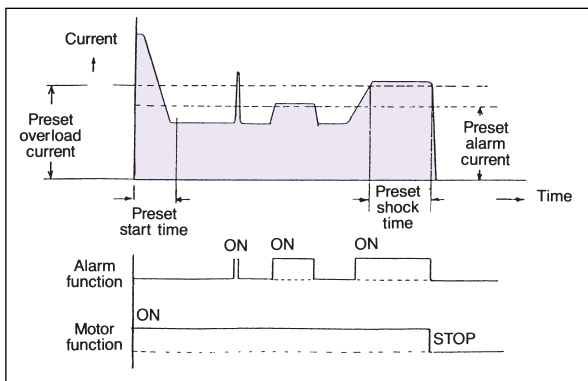 Current
Preset
overload
current
Preset
alarm
current
Time
Preset
start time
Preset
shock
time
ON
ON
ON
Alarm
function
ON
Motor
function
STOP